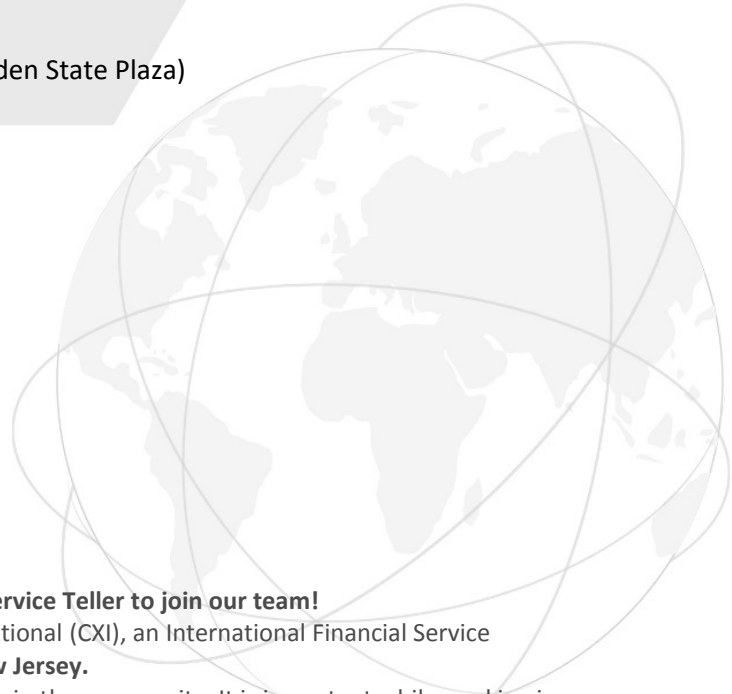 den State Plaza)
ervice Teller to join our team!
tional (CXI), an International Financial Service
w Jersey.